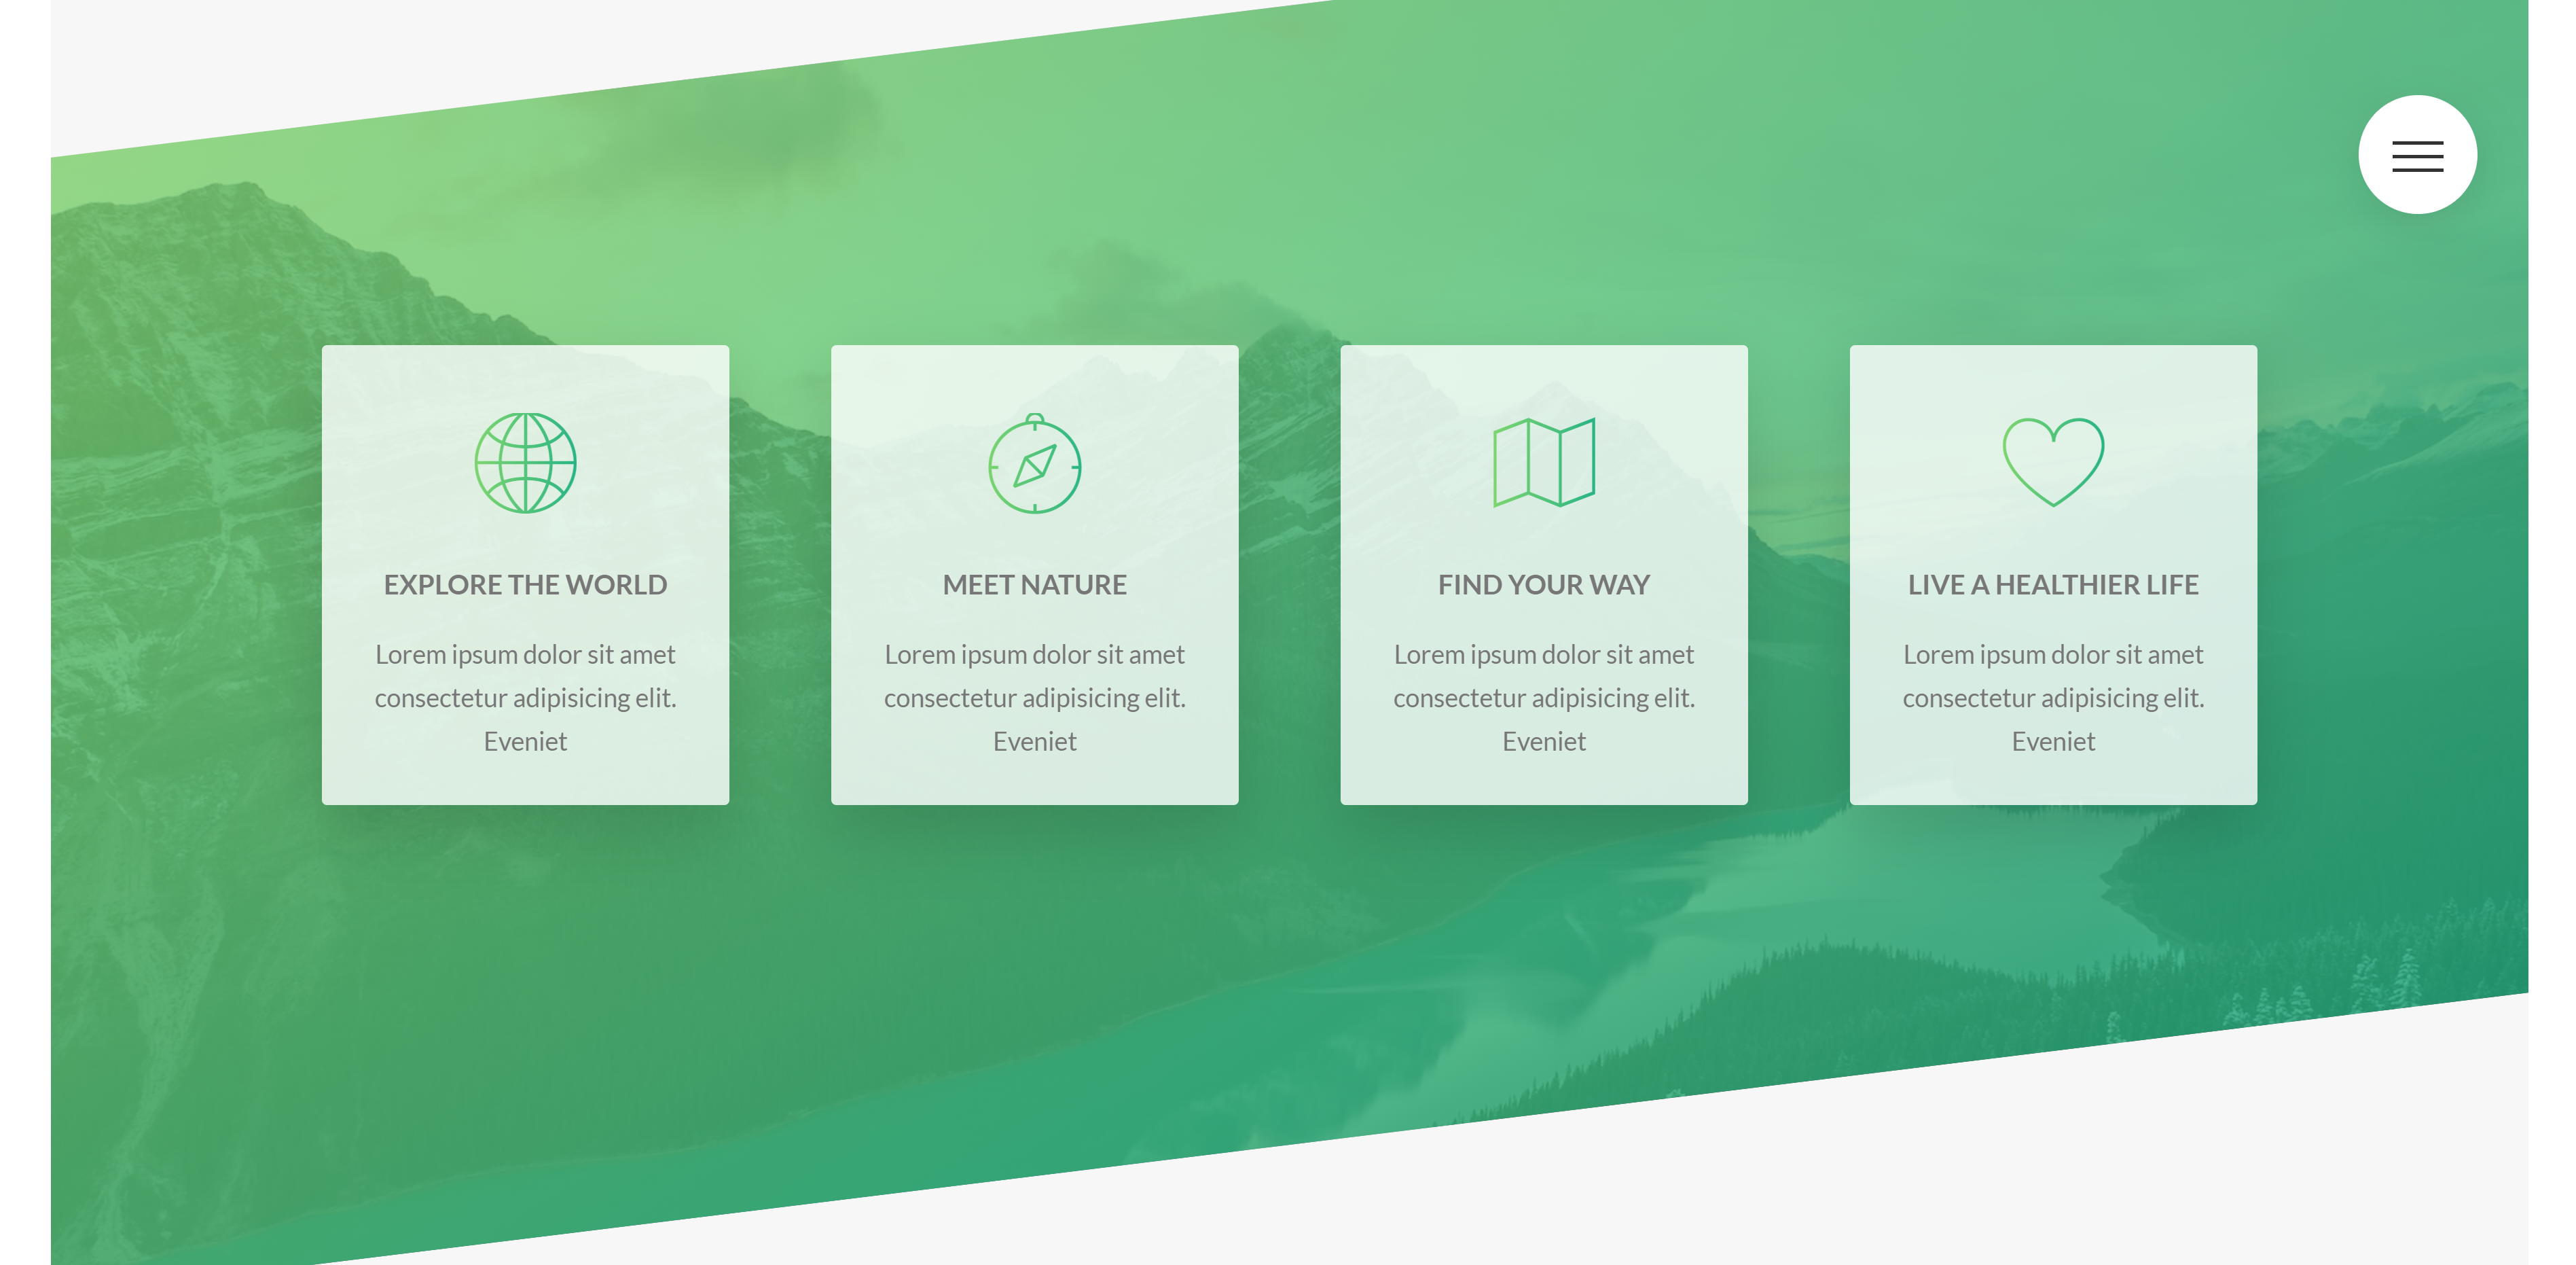 EXPLORE THE WORLD
Lorem ipsum dolor sit amet
consectetur adipisicing elit.
Eveniet
MEET NATURE
Lorem ipsum dolor sit amet
consectetur adipisicing elit.
Eveniet
FIND YOUR WAY
Lorem ipsum dolor sit amet
consectetur adipisicing elit.
Eveniet
LIVE A HEALTHIER LIFE
Lorem ipsum dolor sit amet
consectetur adipisicing elit.
Eveniet